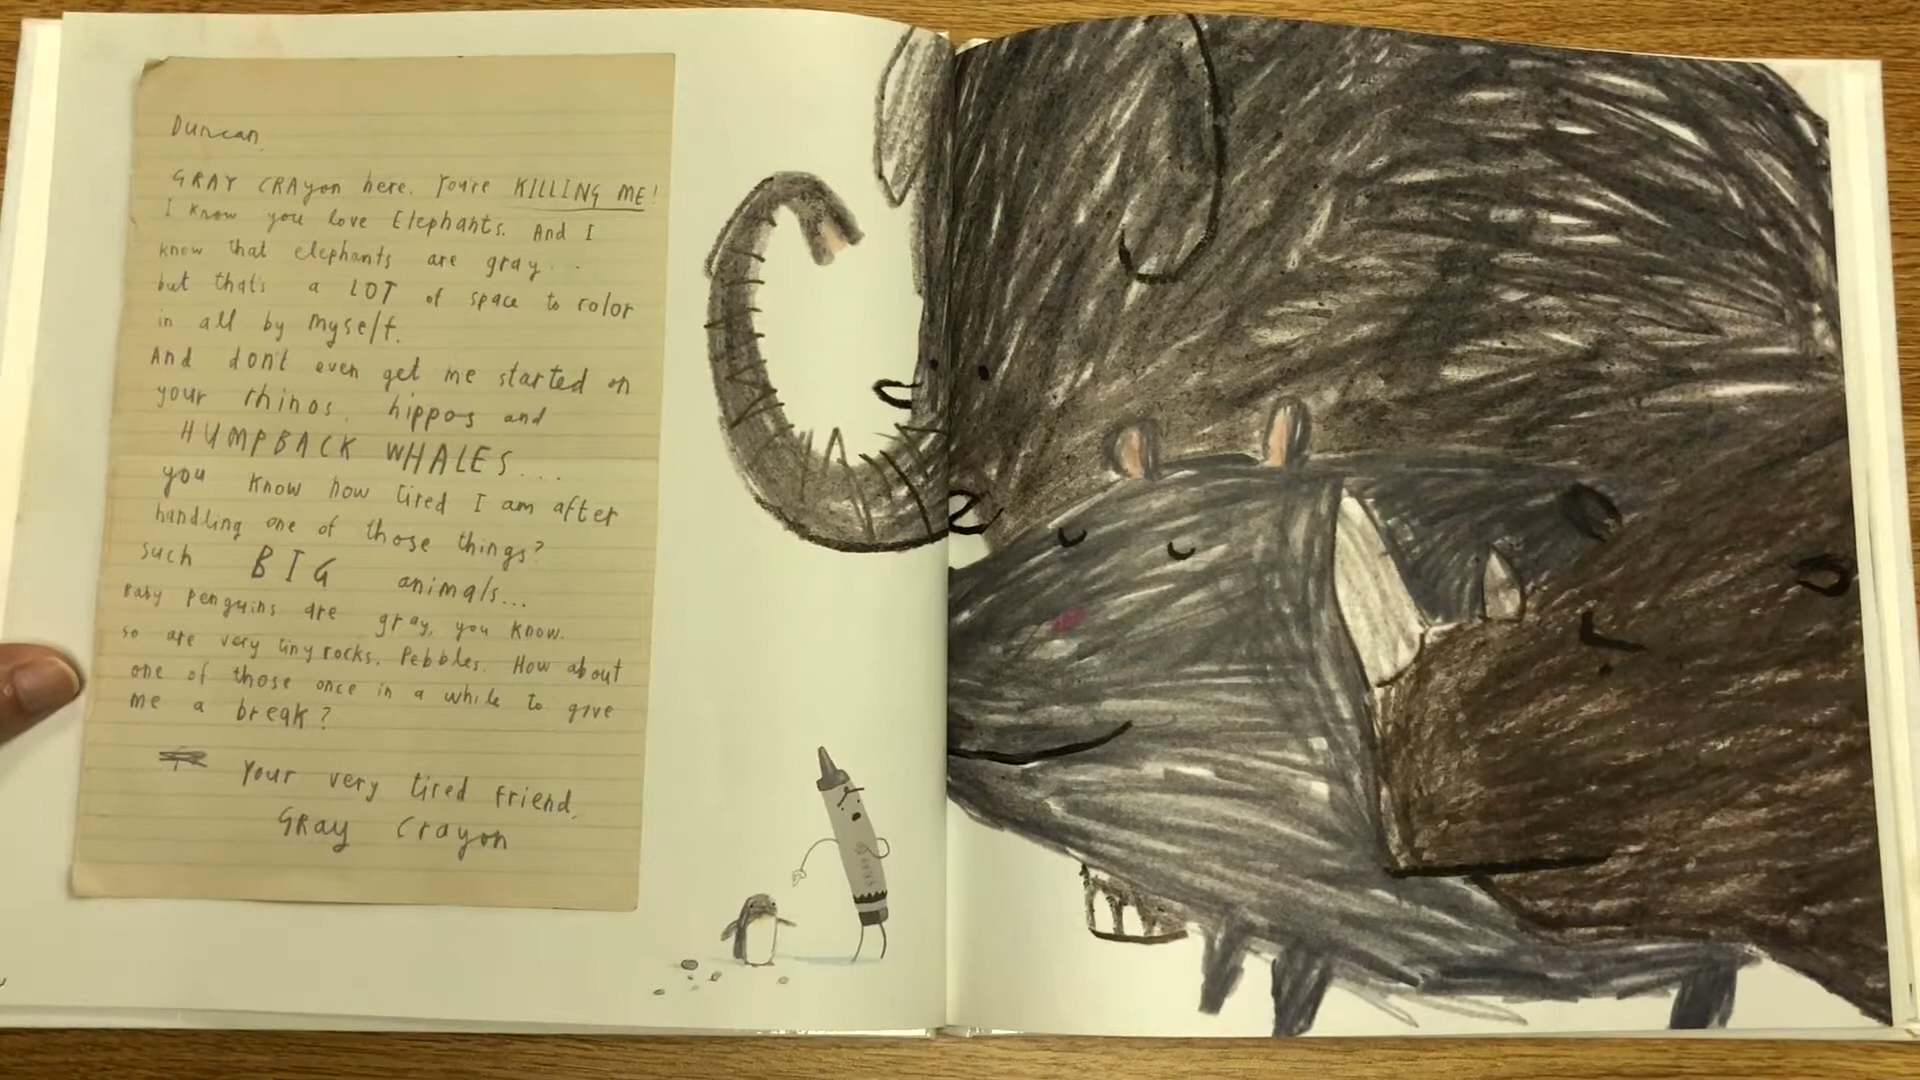 Duncan,
GRAY CRAyon here. You're KILLING ME!
I know you love Elephants. And I
know that elephants are gray...
but that's a LOT of space to color
in all by myself.
And don't even get me started on
your rhinos, hippos and
HUMPBACK WHALES...
you know how tired I am after
handling one of those things?
such BIG animals...
Baby penguins are gray, you know.
so are very tiny rocks. Pebbles. How about
one of those once in a while to give
me a break?
Your very tired friend,
GRay crayon